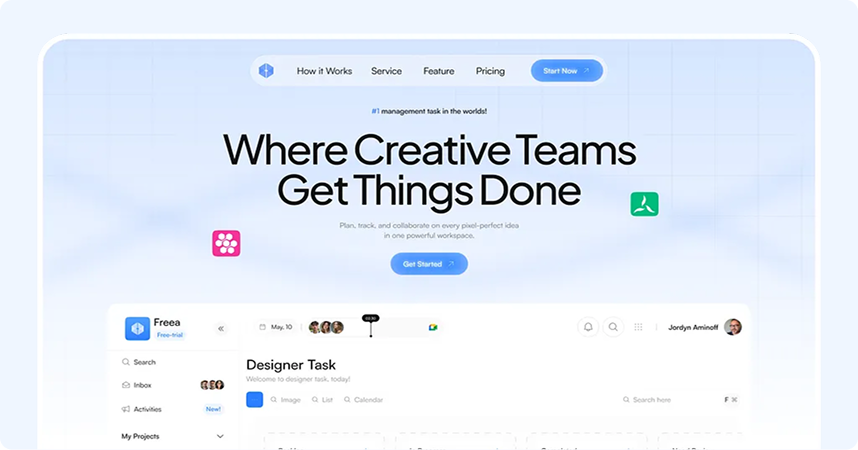 How it Works Service Feature Pricing Start Now
#1 management task in the worlds!
Where Creative Teams
Get Things Done
Plan, track, and collaborate on every pixel-perfect idea
in one powerful workspace.
Get Started
Freea
Free-trial
May, 10
Jordyn Aminoff
Search
Inbox
Activities New!
My Projects
Designer Task
Welcome to designer task, today!
Image List Calendar Search here F ⌘